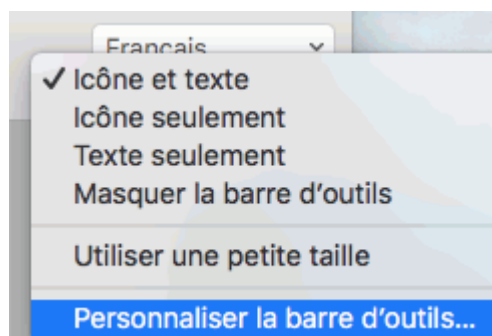 Français
Icône et texte
Icône seulement
Texte seulement
Masquer la barre d’outils
Utiliser une petite taille
Personnaliser la barre d’outils...